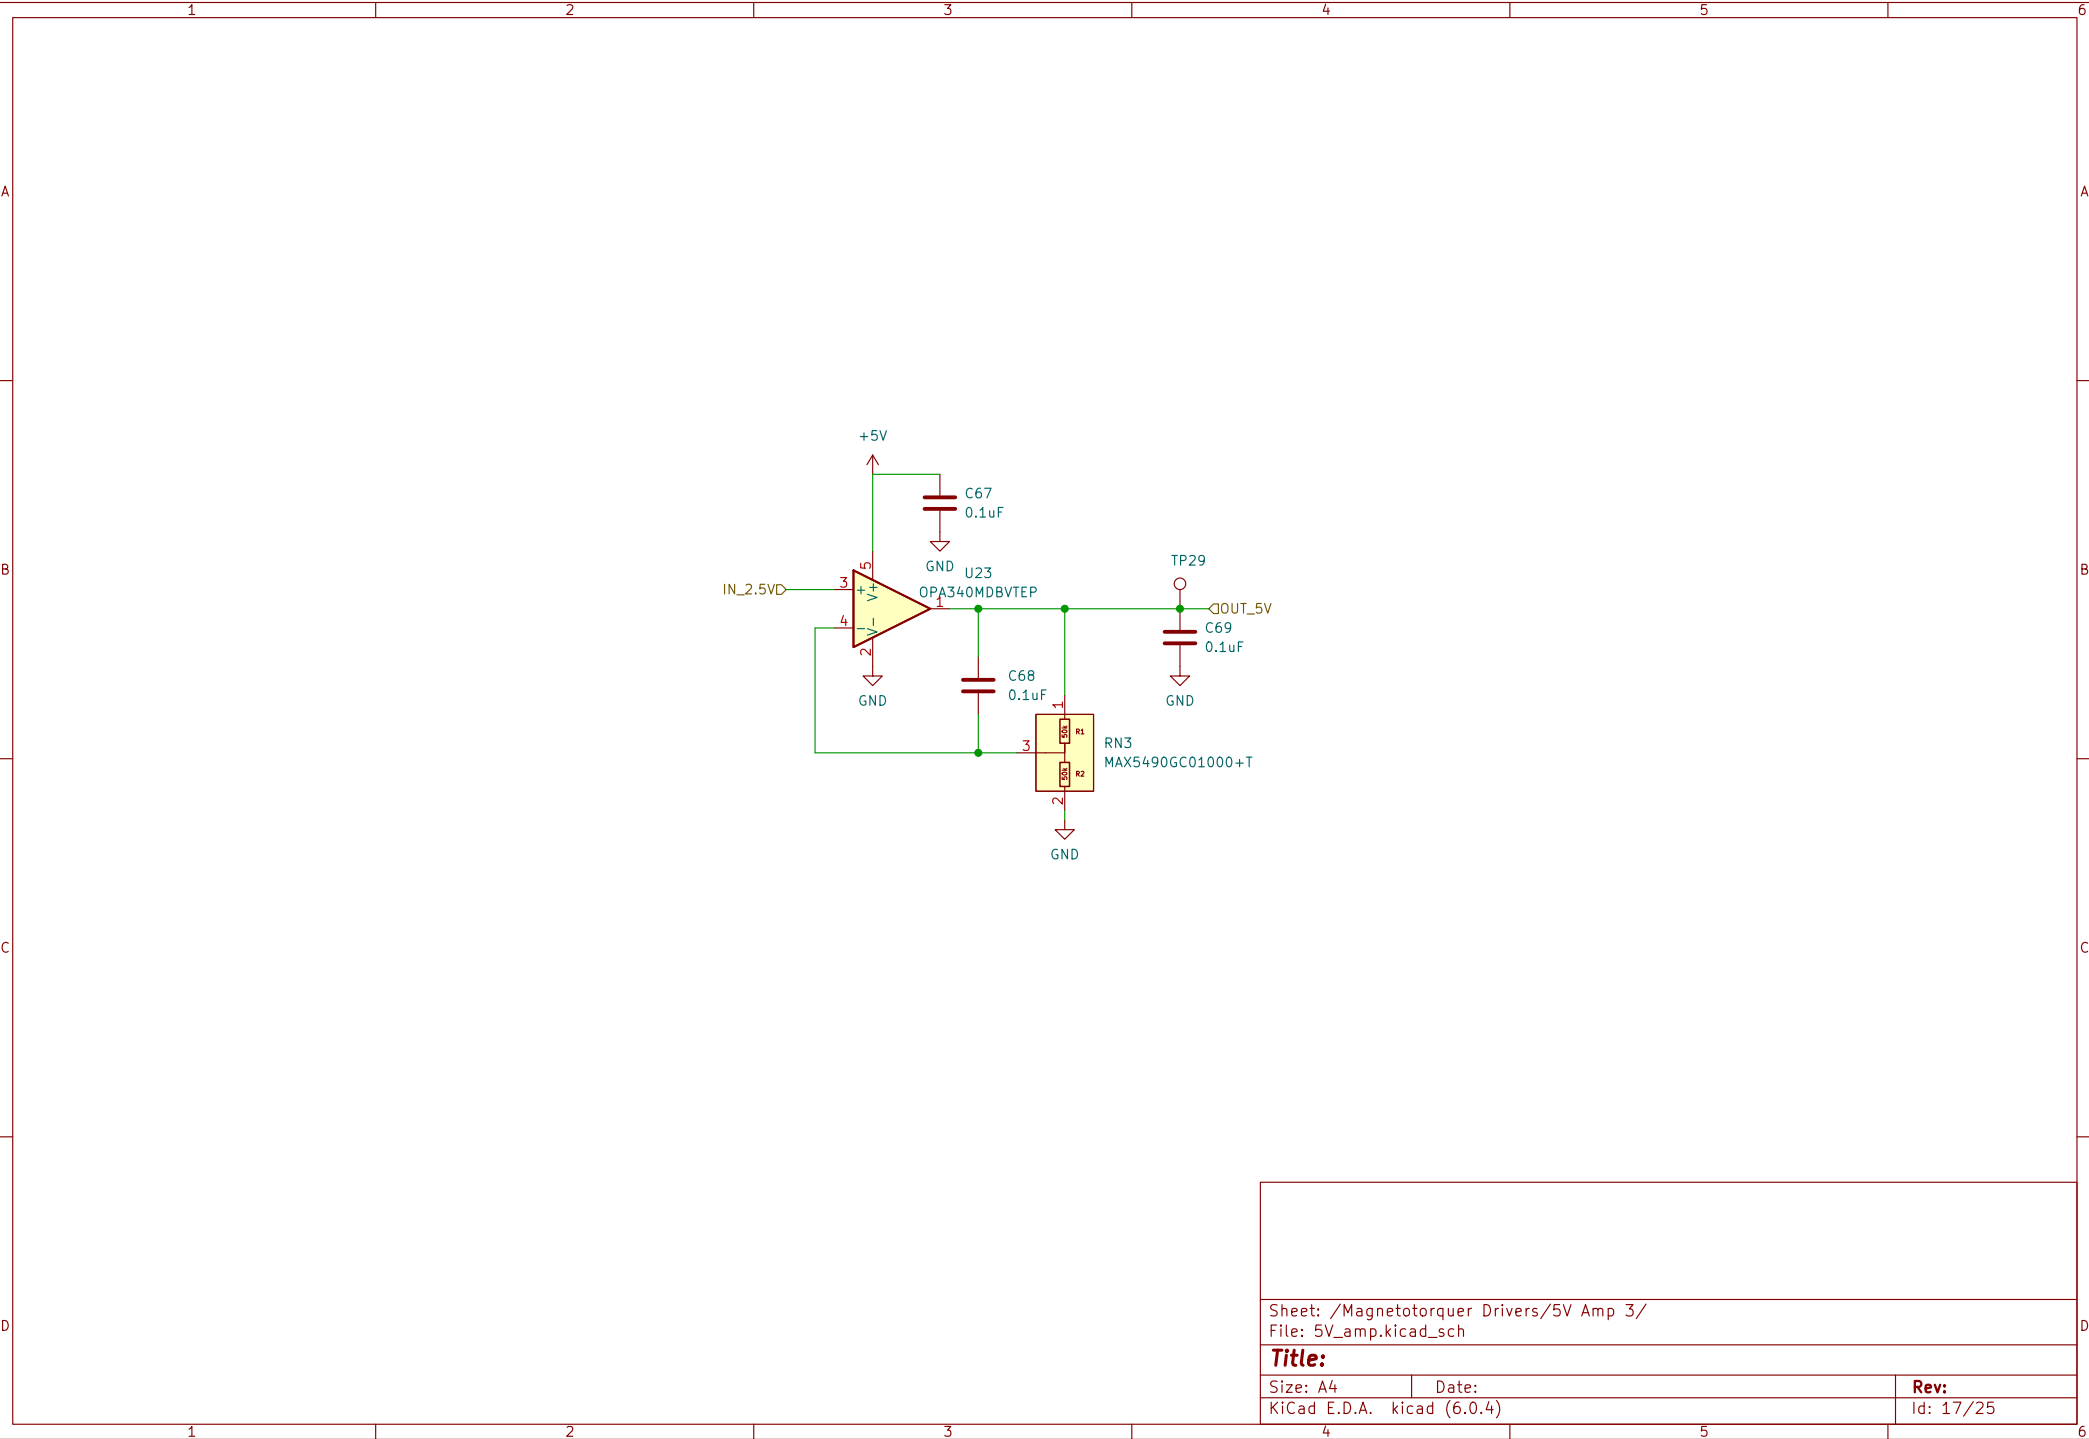 1 2 3 4 5 6
A A
+5V
C67
0.1uF
GND
U23
OPA340MDBVTEP
TP29
B B
IN_2.5V
3
+
5
V+
1
OUT_5V
4
−
V-
2
GND
C69
0.1uF
GND
C68
0.1uF
1
50k R1
3
RN3
MAX5490GC01000+T
50k R2
2
GND
C C
Sheet: /Magnetotorquer Drivers/5V Amp 3/
File: 5V_amp.kicad_sch
D D
Title:
Size: A4 Date: Rev:
KiCad E.D.A. kicad (6.0.4) Id: 17/25
1 2 3 4 5 6